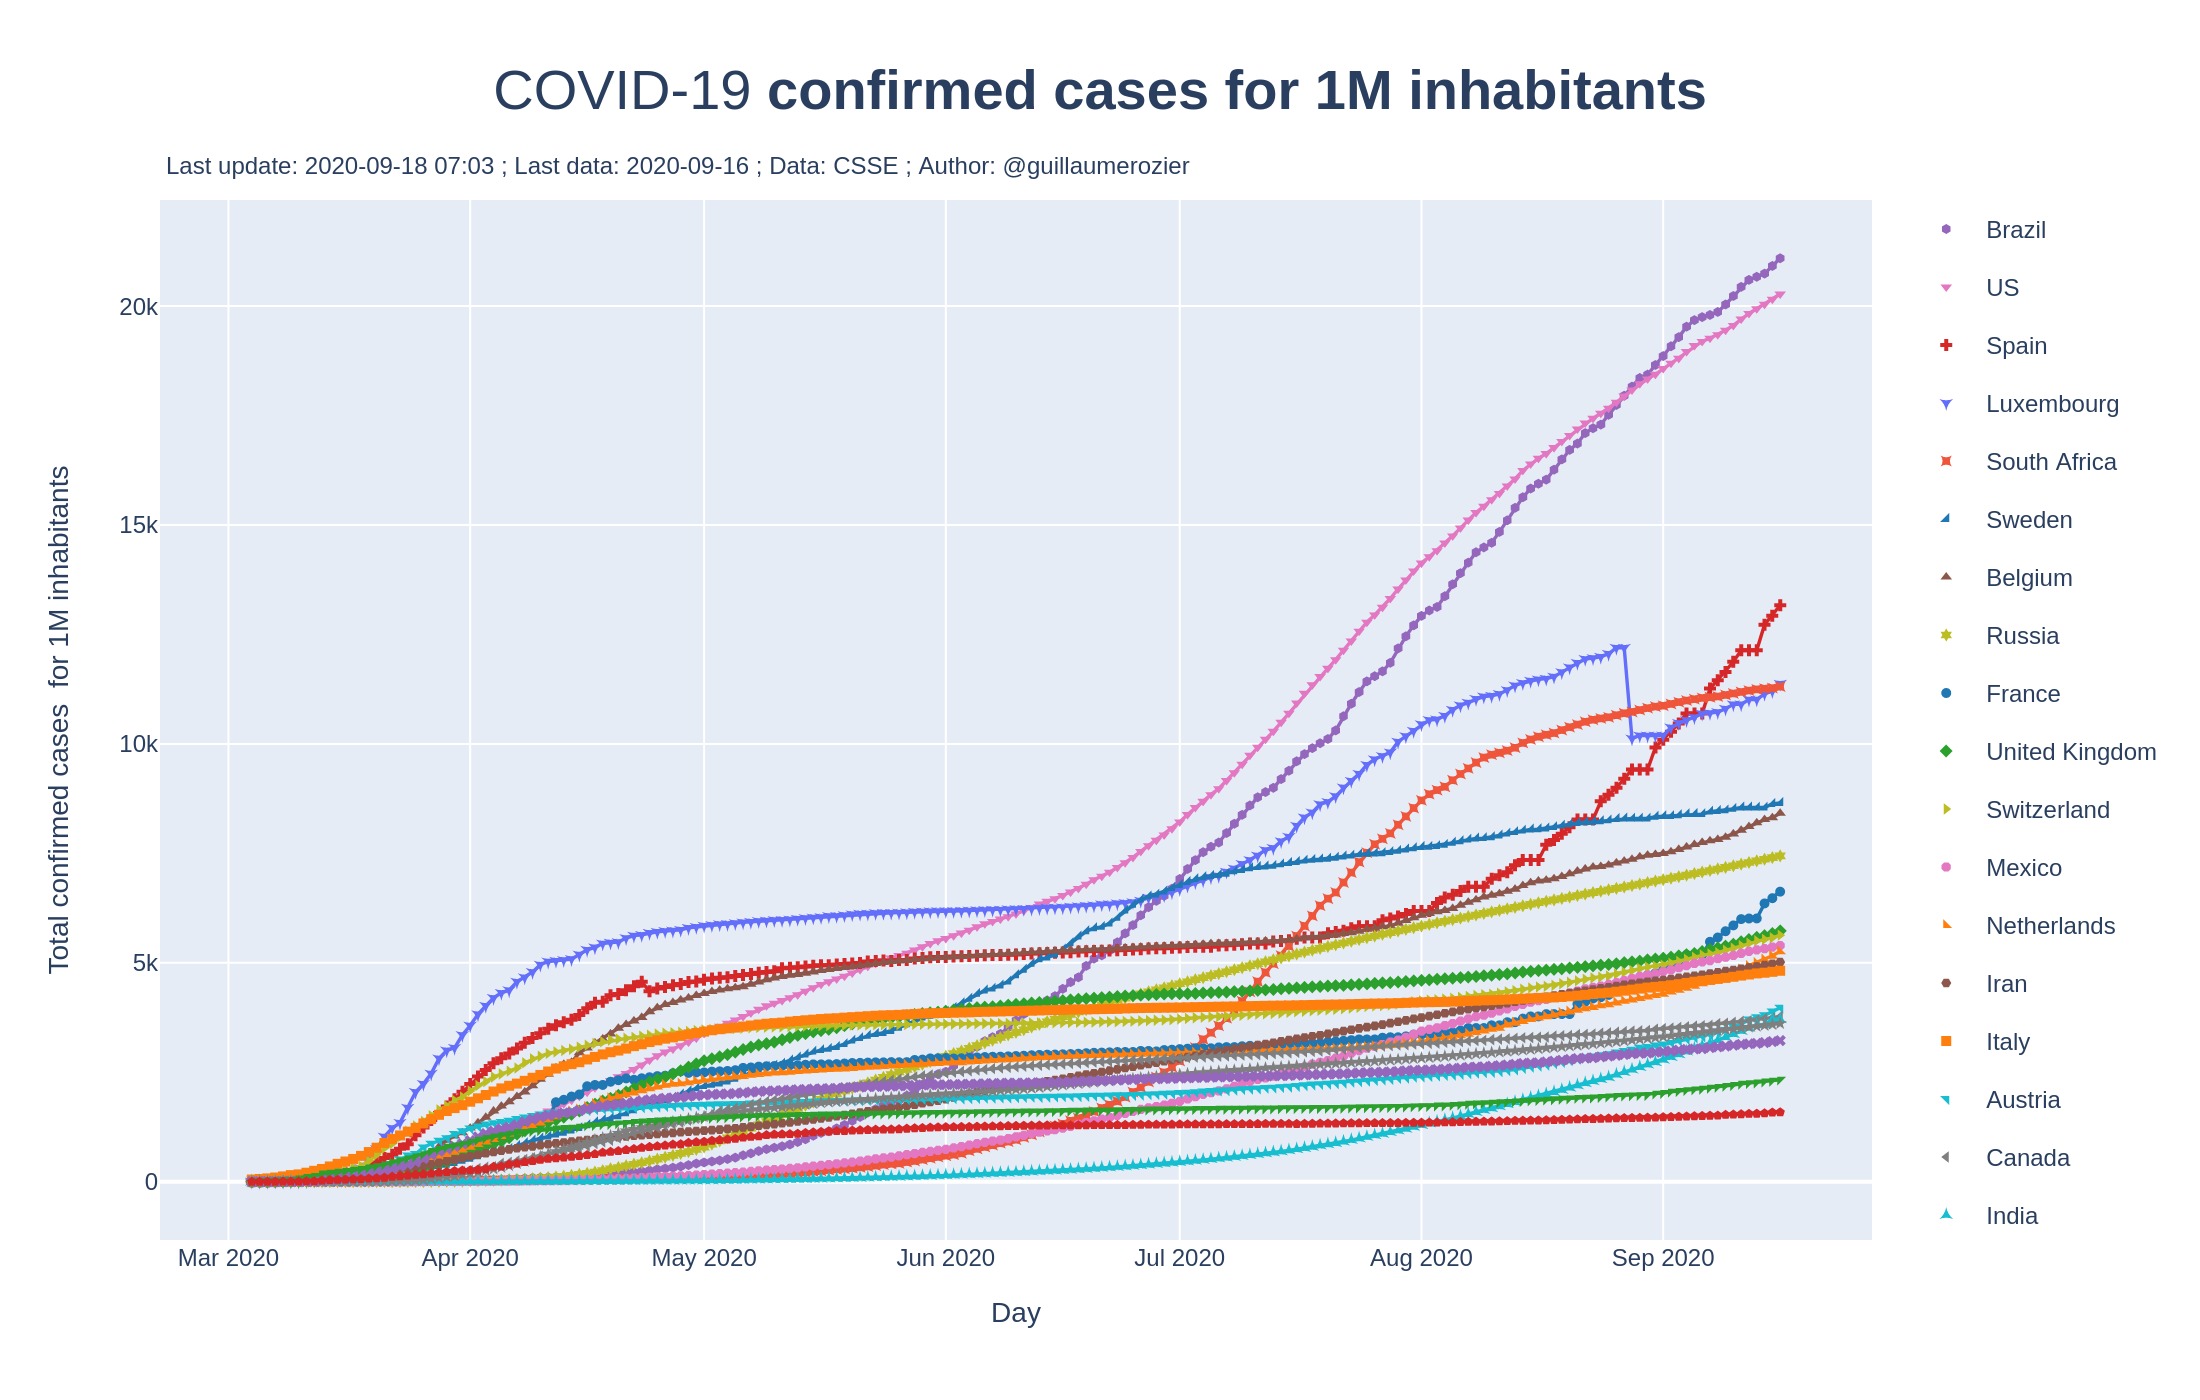 COVID-19 confirmed cases for 1M inhabitants
Last update: 2020-09-18 07:03 ; Last data: 2020-09-16 ; Data: CSSE ; Author: @guillaumerozier
Total confirmed cases  for 1M inhabitants
20k
15k
10k
5k
0
Mar 2020
Apr 2020
May 2020
Jun 2020
Jul 2020
Aug 2020
Sep 2020
Day
Brazil
US
Spain
Luxembourg
South Africa
Sweden
Belgium
Russia
France
United Kingdom
Switzerland
Mexico
Netherlands
Iran
Italy
Austria
Canada
India